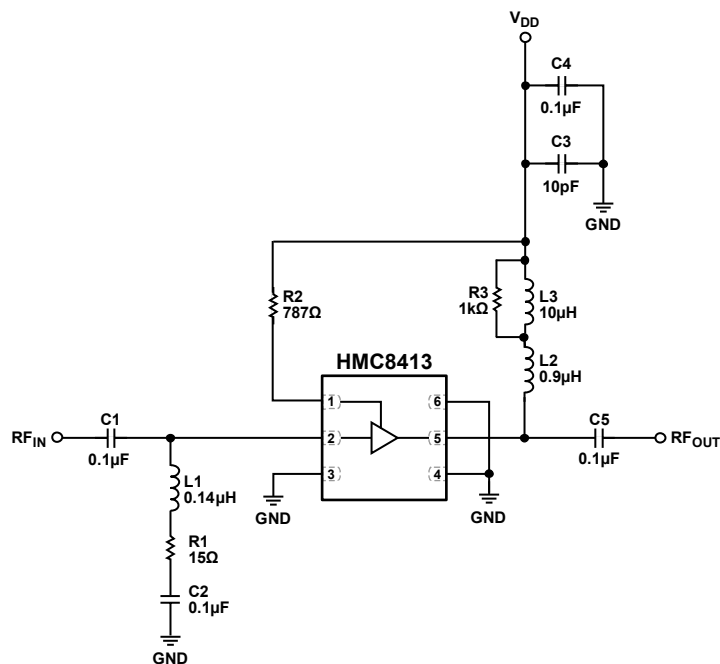 VDD
C4
0.1µF
C3
10pF
GND
R2
787Ω
R3
1kΩ
L3
10µH
L2
0.9µH
HMC8413
1
6
2
5
3
4
RFIN
C1
0.1µF
C5
0.1µF
RFOUT
L1
0.14µH
GND
GND
R1
15Ω
C2
0.1µF
GND